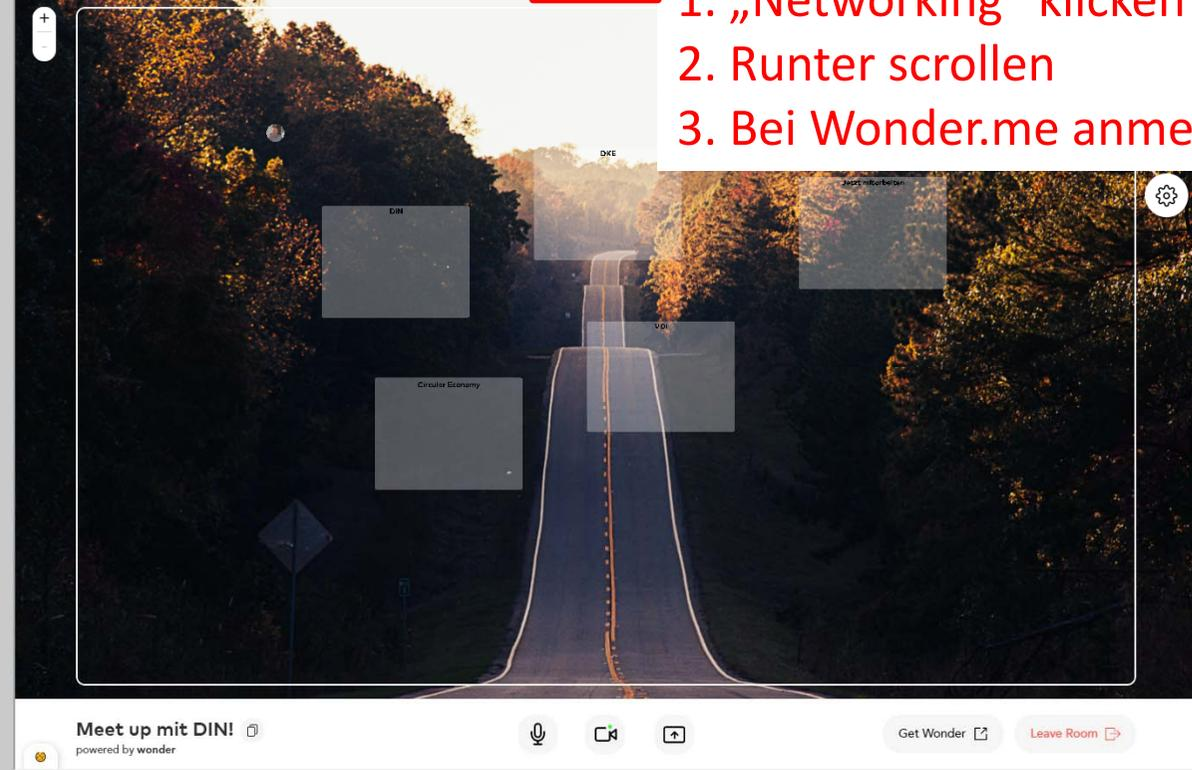 1. „Networking“ klicken
2. Runter scrollen
3. Bei Wonder.me anme
DKE
Jetzt mitarbeiten
DIN
VDI
Circular Economy
Meet up mit DIN!
powered by wonder
Get Wonder
Leave Room